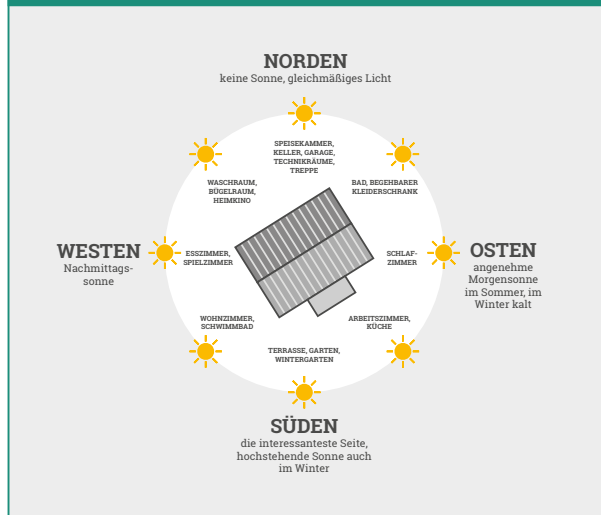 NORDEN
keine Sonne, gleichmäßiges Licht
SPEISEKAMMER,
KELLER, GARAGE,
TECHNIKRÄUME,
TREPPE
WASCHRAUM,
BÜGELRAUM,
HEIMKINO
BAD, BEGEHBARER
KLEIDERSCHRANK
WESTEN
Nachmittags-
sonne
ESSZIMMER,
SPIELZIMMER
SCHLAF-
ZIMMER
OSTEN
angenehme
Morgensonne
im Sommer, im
Winter kalt
WOHNZIMMER,
SCHWIMMBAD
ARBEITSZIMMER,
KÜCHE
TERRASSE, GARTEN,
WINTERGARTEN
SÜDEN
die interessanteste Seite,
hochstehende Sonne auch
im Winter